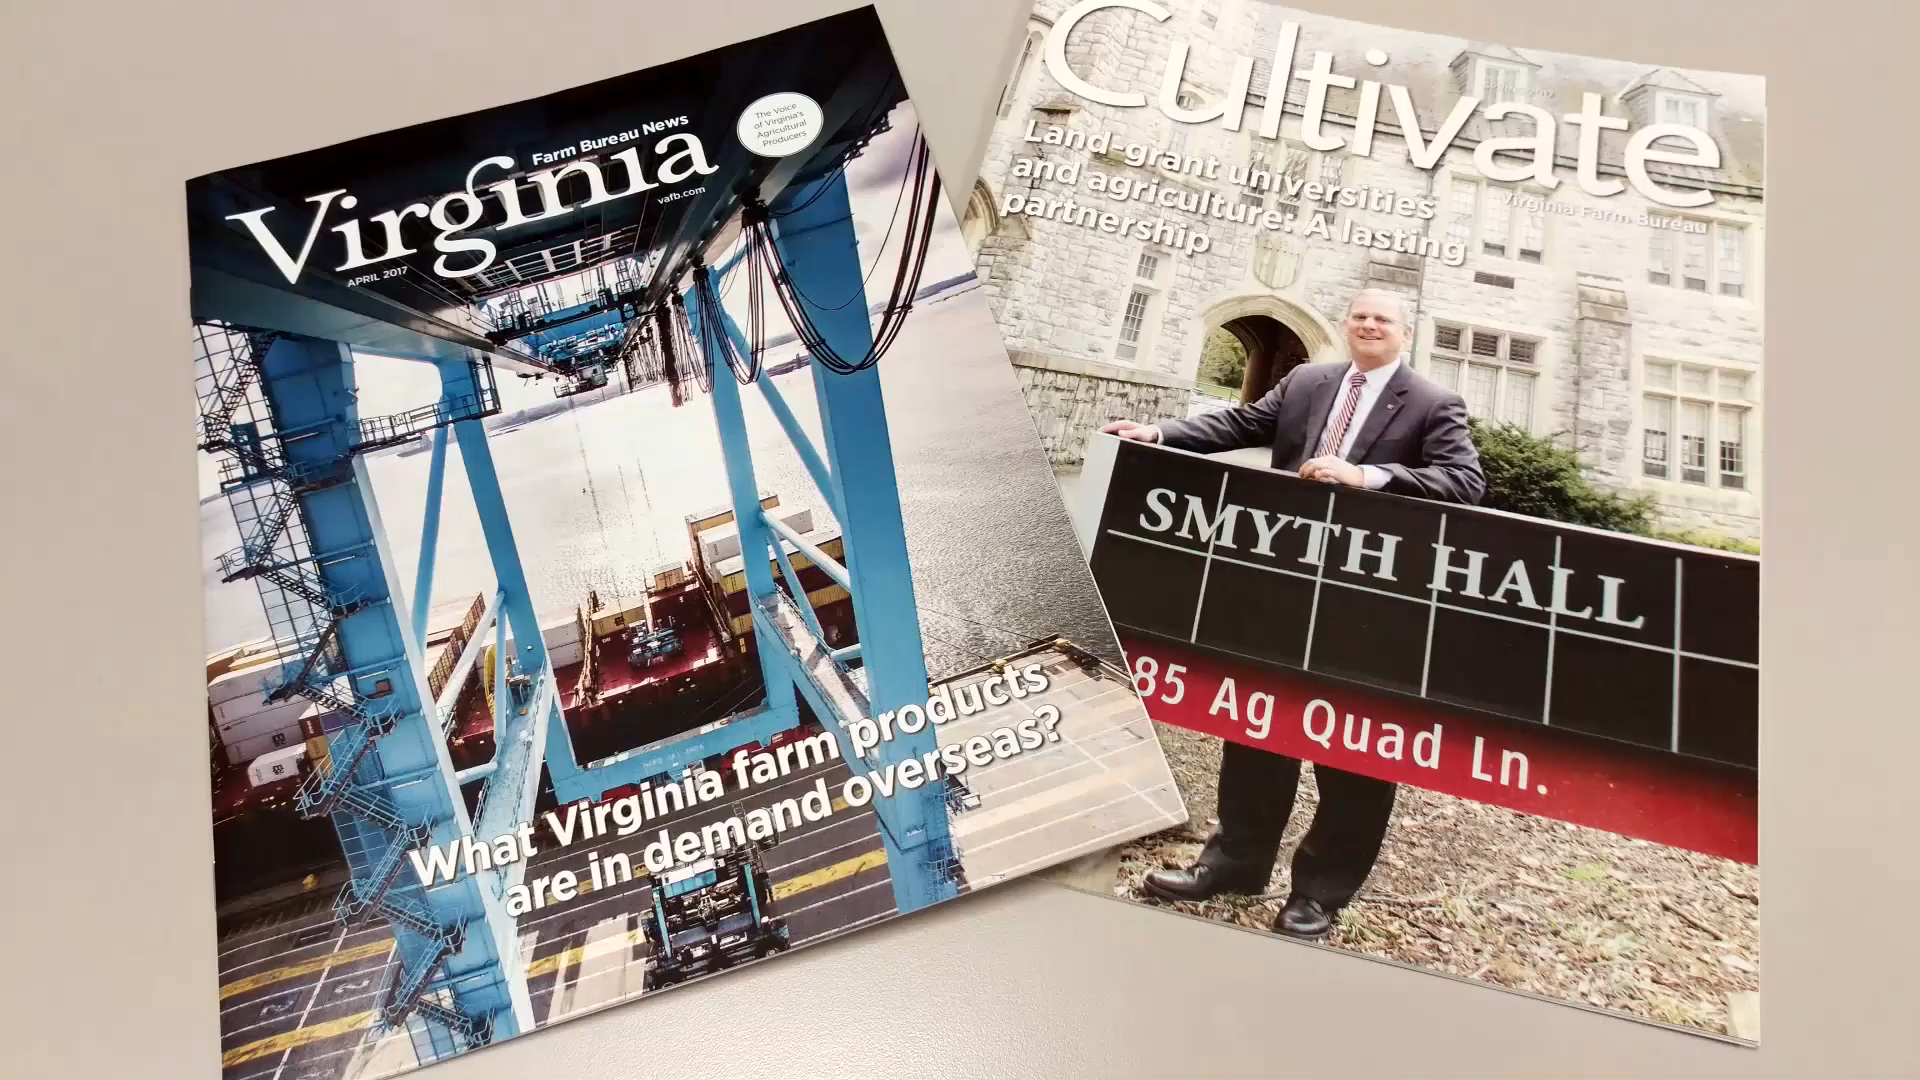 Farm Bureau News
Virginia
vafb.com
APRIL 2017
The Voice
of Virginia's
Agricultural
Producers
What Virginia farm products
are in demand overseas?
Cultivate
Virginia Farm Bureau
Land-grant universities
and agriculture: A lasting
partnership
SMYTH HALL
85 Ag Quad Ln.